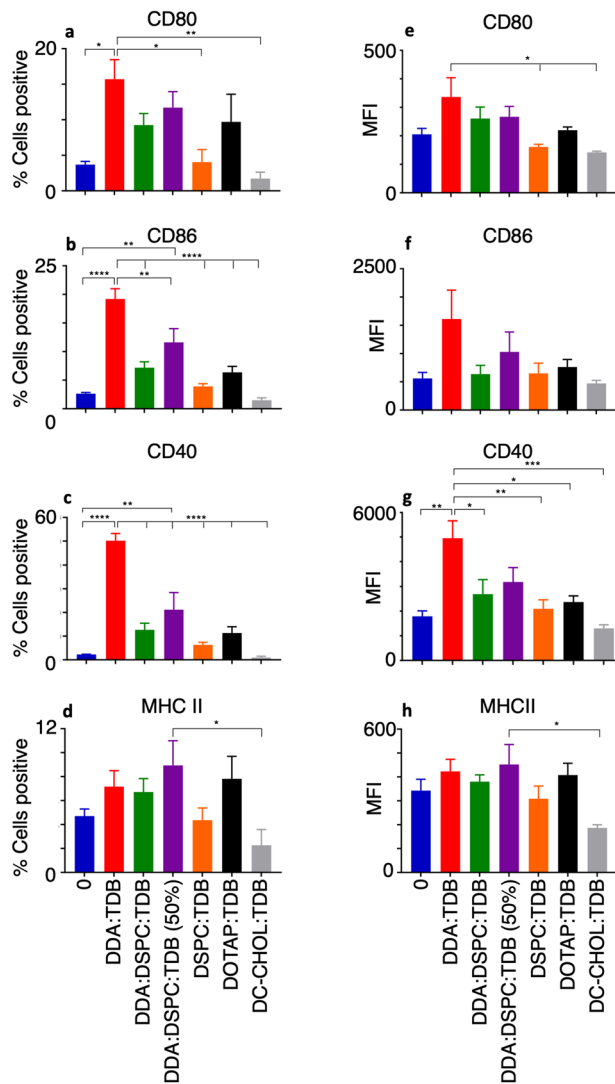 CD80
a
*
*
**
20
% Cells positive
0
CD80
e
*
500
MFI
0
CD86
b
**
****
****
**
25
% Cells positive
0
CD86
f
2500
MFI
0
CD40
c
**
****
****
60
% Cells positive
0
CD40
g
***
*
**
**
*
6000
MFI
0
MHC II
d
*
12
% Cells positive
0
MHCII
h
*
600
MFI
0
0
DDA:TDB
DDA:DSPC:TDB
DDA:DSPC:TDB (50%)
DSPC:TDB
DOTAP:TDB
DC-CHOL:TDB
0
DDA:TDB
DDA:DSPC:TDB
DDA:DSPC:TDB (50%)
DSPC:TDB
DOTAP:TDB
DC-CHOL:TDB